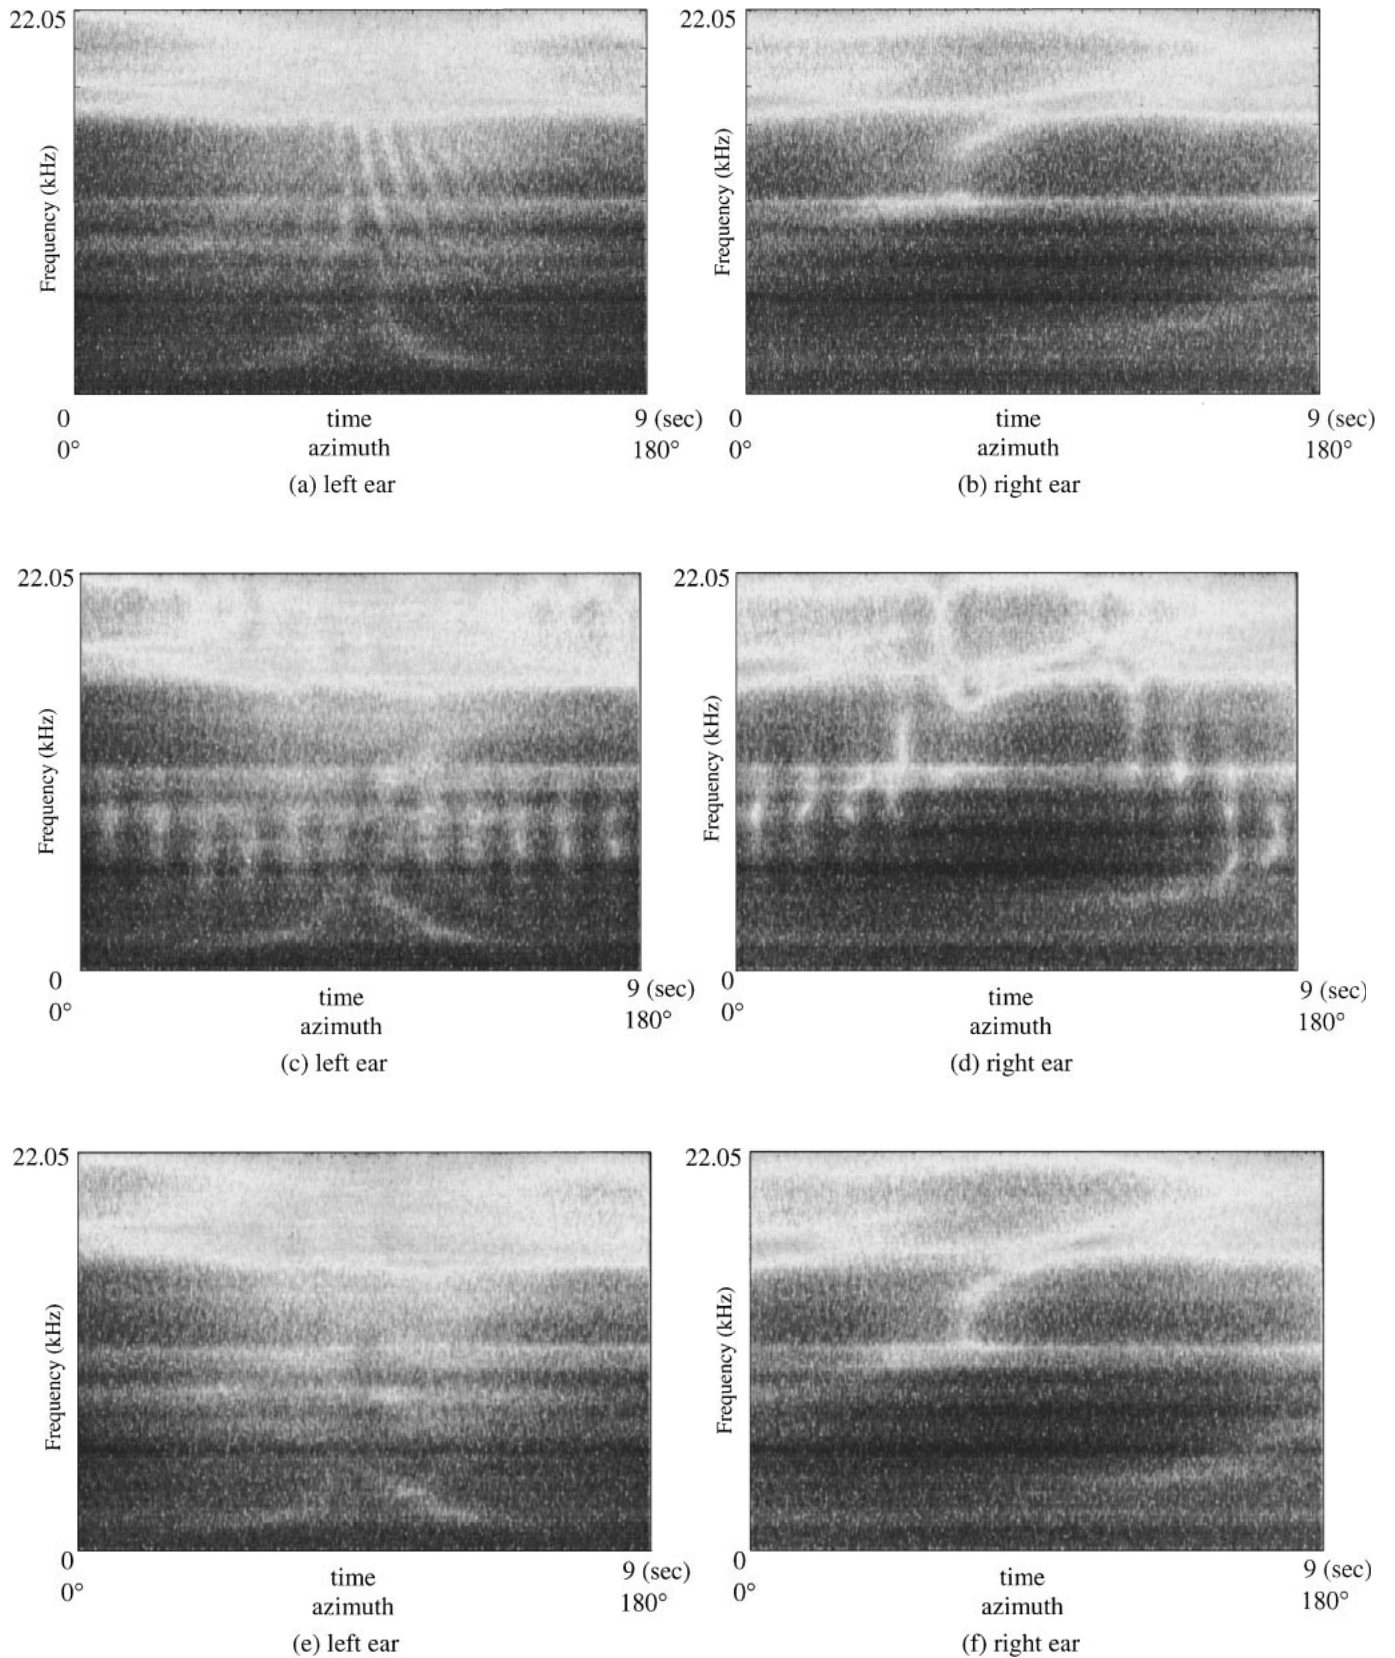 22.05 22.05
Frequency (kHz) Frequency (kHz)
0 time 9 (sec) 0 time 9 (sec)
0° azimuth 180° 0° azimuth 180°
(a) left ear (b) right ear
22.05 22.05
Frequency (kHz) Frequency (kHz)
0 time 9 (sec) 0 time 9 (sec)
0° azimuth 180° 0° azimuth 180°
(c) left ear (d) right ear
22.05 22.05
Frequency (kHz) Frequency (kHz)
0 time 9 (sec) 0 time 9 (sec)
0° azimuth 180° 0° azimuth 180°
(e) left ear (f) right ear